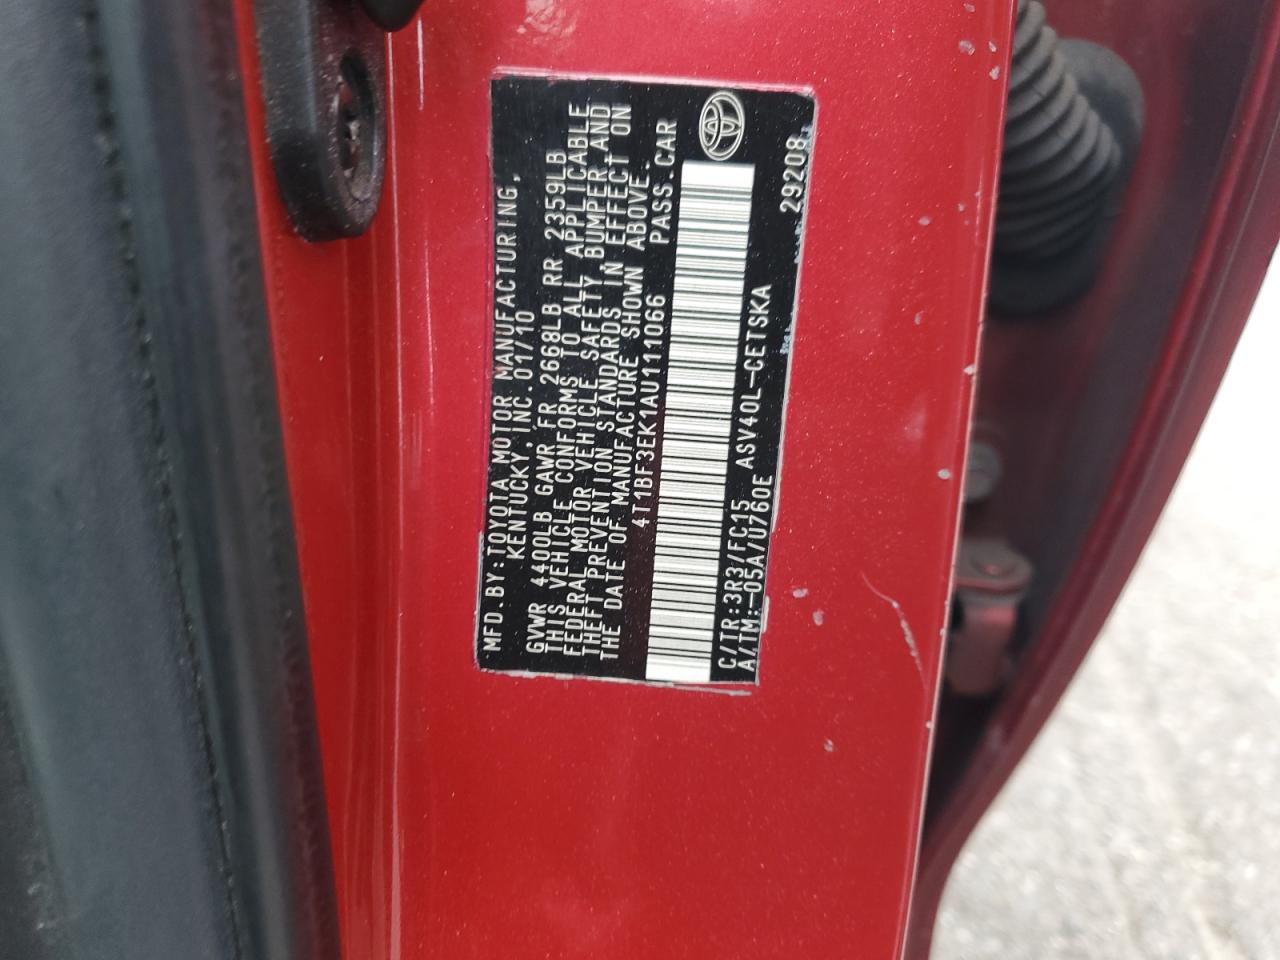 MFD.BY:TOYOTA MOTOR MANUFACTURING,
KENTUCKY,INC.01/10
GVWR 4400LB GAWR FR 2668LB RR 2359LB
THIS VEHICLE CONFORMS TO ALL APPLICABLE
FEDERAL MOTOR VEHICLE SAFETY,BUMPER,AND
THEFT PREVENTION STANDARDS IN EFFECT ON
THE DATE OF MANUFACTURE SHOWN ABOVE.
4T1BF3EK1AU111066 PASS.CAR
C/TR:3R3/FC15 ASV40L-CETSKA
A/TM:-05A/U760E
29208